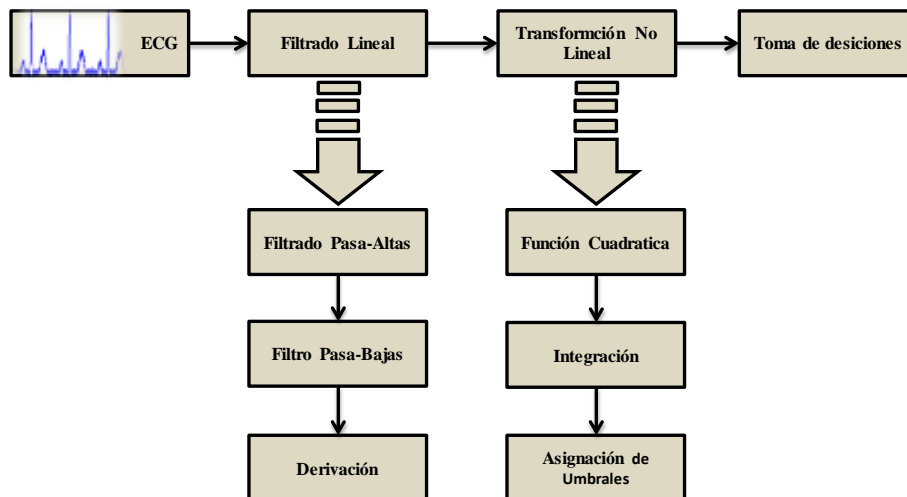 ECG
Filtrado Lineal
Transformción No
Lineal
Toma de desiciones
Filtrado Pasa-Altas
Función Cuadratica
Filtro Pasa-Bajas
Integración
Derivación
Asignación de
Umbrales